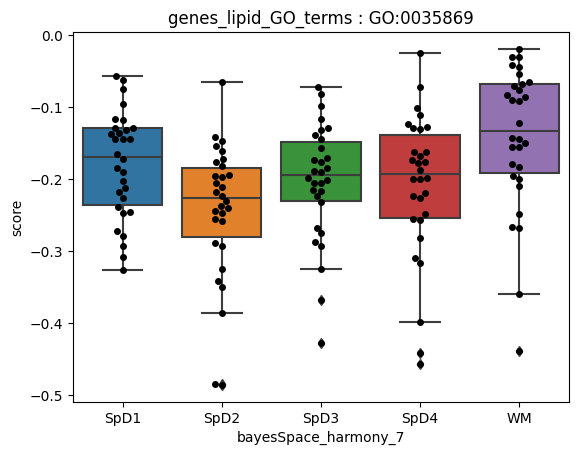 genes_lipid_GO_terms : GO:0035869
0.0
−0.1
−0.2
−0.3
−0.4
−0.5
score
SpD1 SpD2 SpD3 SpD4 WM
bayesSpace_harmony_7